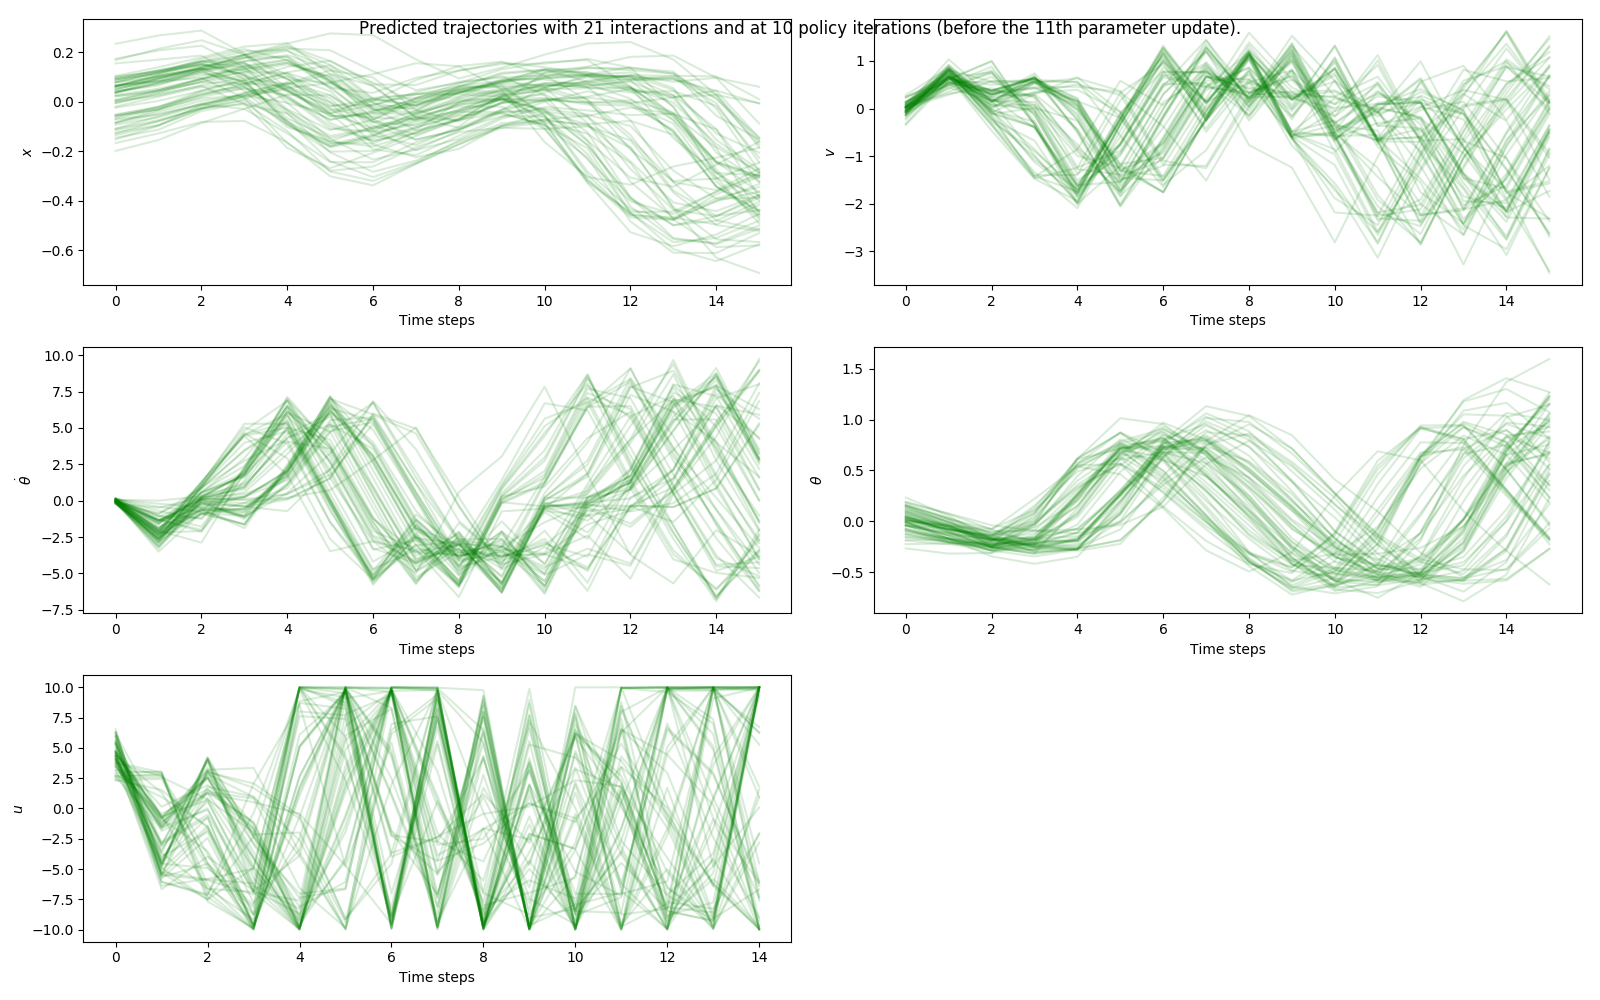 Predicted trajectories with 21 interactions and at 10 policy iterations (before the 11th parameter update).
0.2
0.0
−0.2
−0.4
−0.6
x
0 2 4 6 8 10 12 14
Time steps
1
0
−1
−2
−3
v
0 2 4 6 8 10 12 14
Time steps
10.0
7.5
5.0
2.5
0.0
−2.5
−5.0
−7.5
θ̇
0 2 4 6 8 10 12 14
Time steps
1.5
1.0
0.5
0.0
−0.5
θ
0 2 4 6 8 10 12 14
Time steps
10.0
7.5
5.0
2.5
0.0
−2.5
−5.0
−7.5
−10.0
u
0 2 4 6 8 10 12 14
Time steps